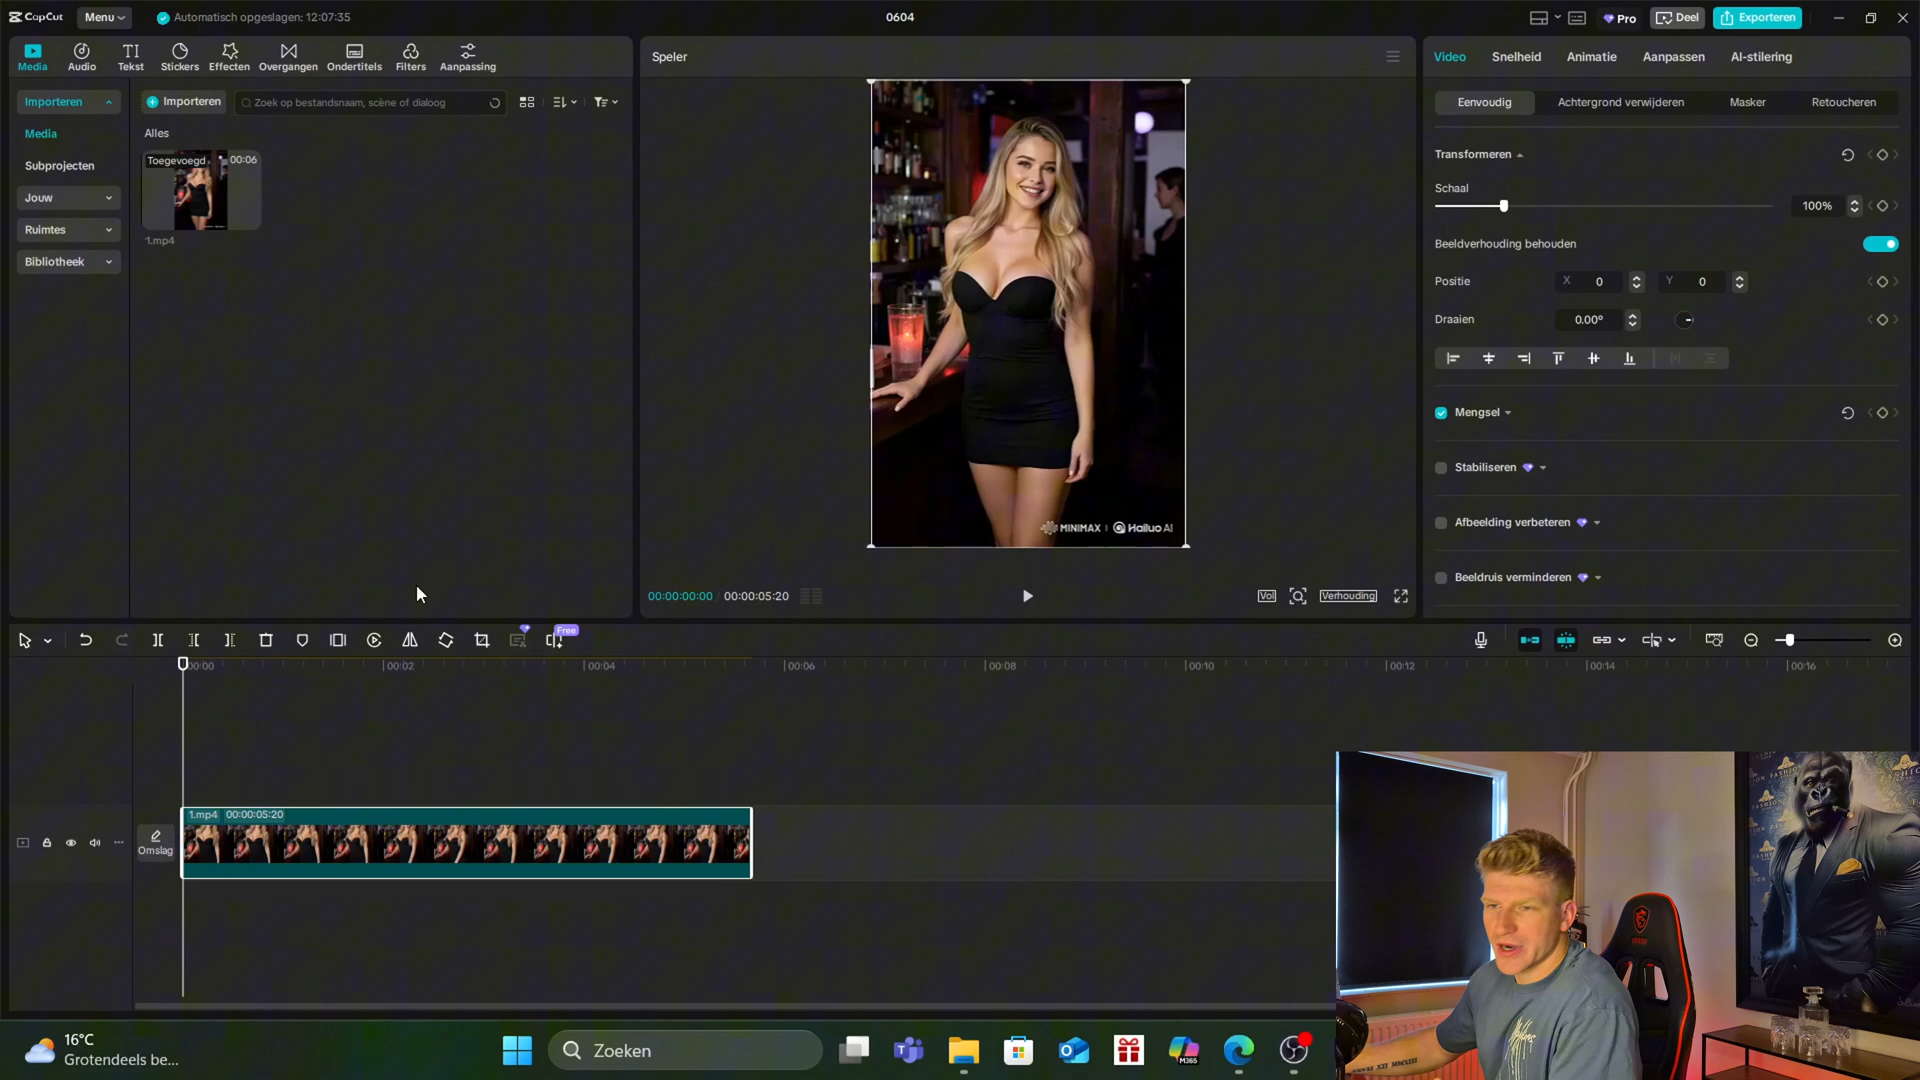 CapCut
Menu
Automatisch opgeslagen: 12:07:35
0604
Pro
Deel
Exporteren
Media
Audio
Tekst
Stickers
Effecten
Overgangen
Ondertitels
Filters
Aanpassing
Importeren
Media
Subprojecten
Jouw
Ruimtes
Bibliotheek
Importeren
Zoek op bestandsnaam, scène of dialoog
Alles
Toegevoegd
00:06
1.mp4
Speler
MINIMAX | Hailuo AI
00:00:00:00 / 00:00:05:20
Vol
Verhouding
Video
Snelheid
Animatie
Aanpassen
AI-stilering
Eenvoudig
Achtergrond verwijderen
Masker
Retoucheren
Transformeren
Schaal
100%
Beeldverhouding behouden
Positie
X 0
Y 0
Draaien
0.00°
Mengsel
Stabiliseren
Afbeelding verbeteren
Beeldruis verminderen
Free
00:00
00:02
00:04
00:06
00:08
00:10
00:12
00:14
00:16
1.mp4 00:00:05:20
Omslag
16°C
Grotendeels be...
Zoeken
M365